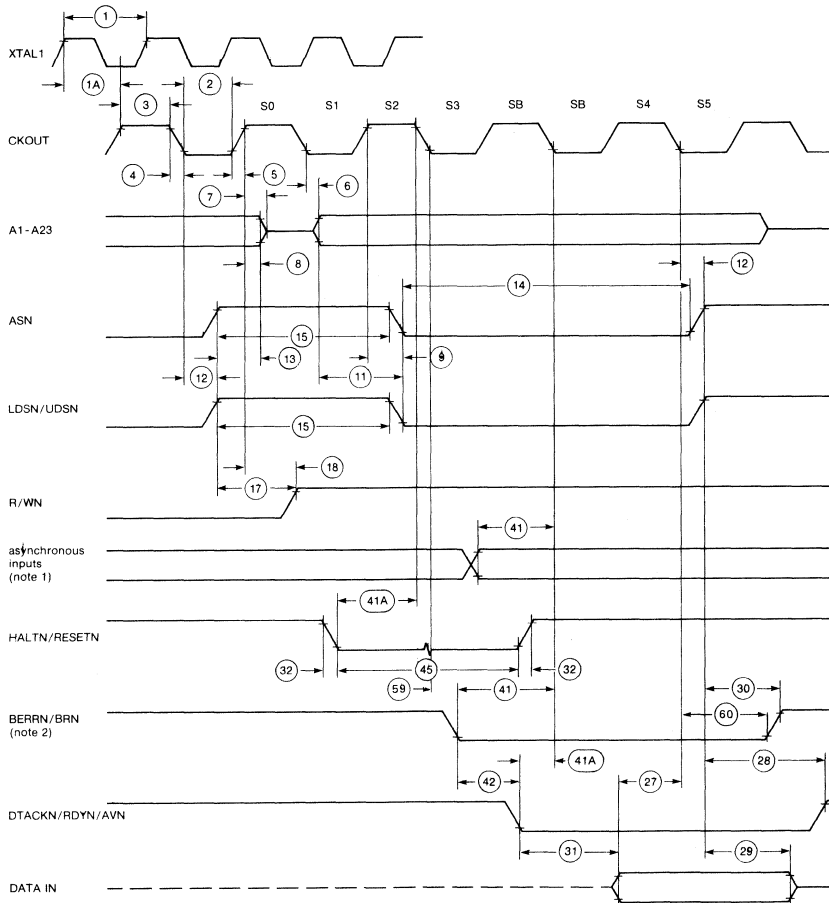 1
XTAL1
1A
2
3
S0 S1 S2 S3 SB SB S4 S5
CKOUT
4 5 6
7
A1-A23
8 12
14
ASN
15 9
13
12 11
LDSN/UDSN
15
18
17
R/WN
41
asynchronous
inputs
(note 1)
41A
HALTN/RESETN
32 45 32
59 41 30
BERRN/BRN
(note 2)
60
41A 28
42 27
DTACKN/RDYN/AVN
31 29
DATA IN